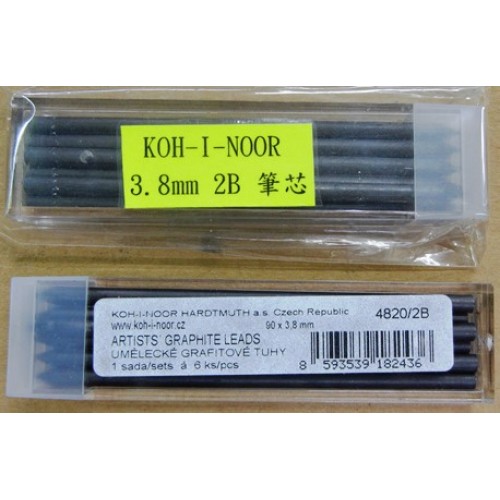 KOH-I-NOOR
3.8mm 2B 筆芯
KOH-I-NOOR HARDTMUTH a.s. Czech Republic
4820/2B
www.koh-i-noor.cz 90 x 3,8 mm
ARTISTS' GRAPHITE LEADS
UMĚLECKÉ GRAFITOVÉ TUHY
1 sada/sets á 6 ks/pcs
8 593539 182436